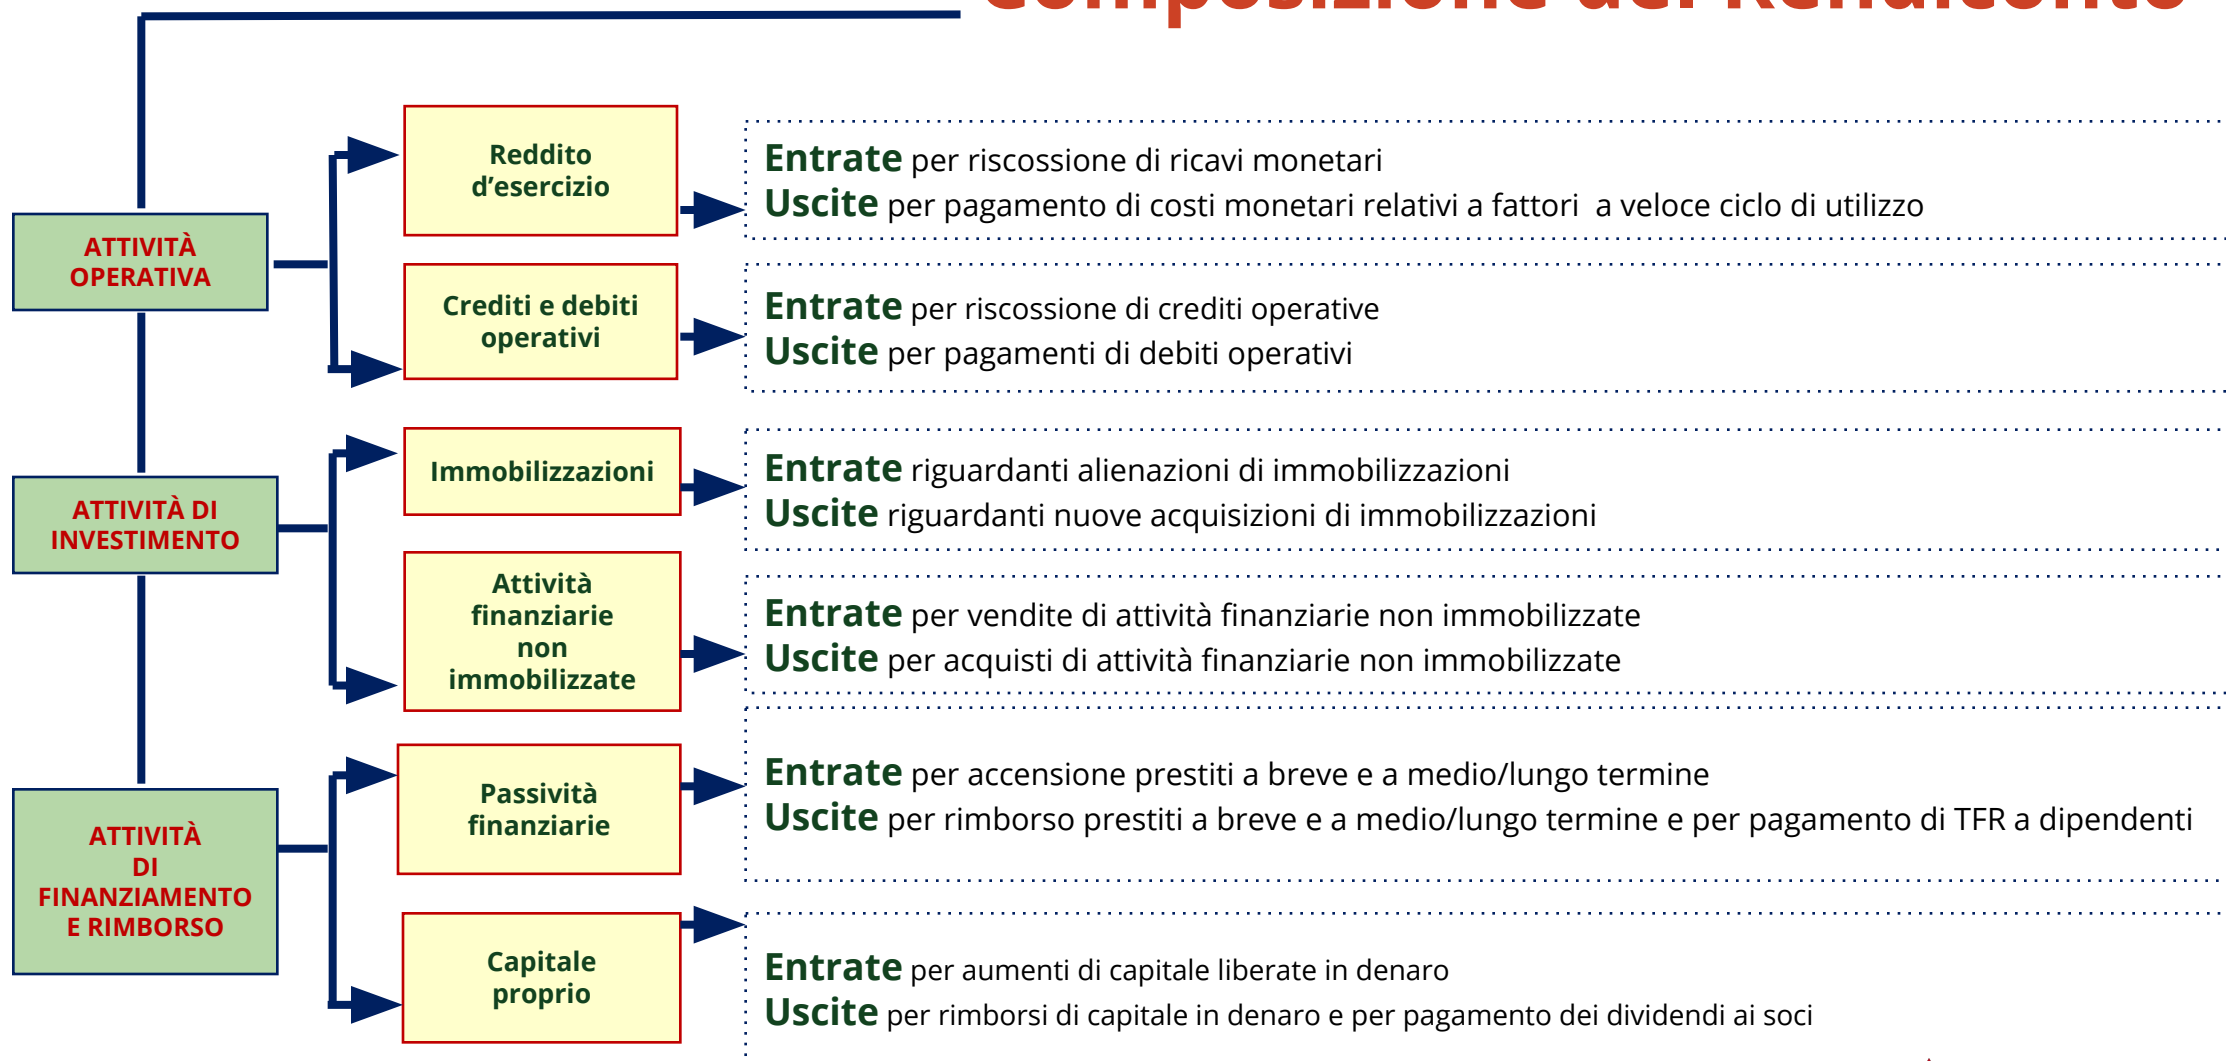 Composizione del Rendiconto
ATTIVITÀ
OPERATIVA
Reddito
d’esercizio
Entrate per riscossione di ricavi monetari
Uscite per pagamento di costi monetari relativi a fattori a veloce ciclo di utilizzo
Crediti e debiti
operativi
Entrate per riscossione di crediti operative
Uscite per pagamenti di debiti operativi
ATTIVITÀ DI
INVESTIMENTO
Immobilizzazioni
Entrate riguardanti alienazioni di immobilizzazioni
Uscite riguardanti nuove acquisizioni di immobilizzazioni
Attività
finanziarie
non
immobilizzate
Entrate per vendite di attività finanziarie non immobilizzate
Uscite per acquisti di attività finanziarie non immobilizzate
ATTIVITÀ
DI
FINANZIAMENTO
E RIMBORSO
Passività
finanziarie
Entrate per accensione prestiti a breve e a medio/lungo termine
Uscite per rimborso prestiti a breve e a medio/lungo termine e per pagamento di TFR a dipendenti
Capitale
proprio
Entrate per aumenti di capitale liberate in denaro
Uscite per rimborsi di capitale in denaro e per pagamento dei dividendi ai soci